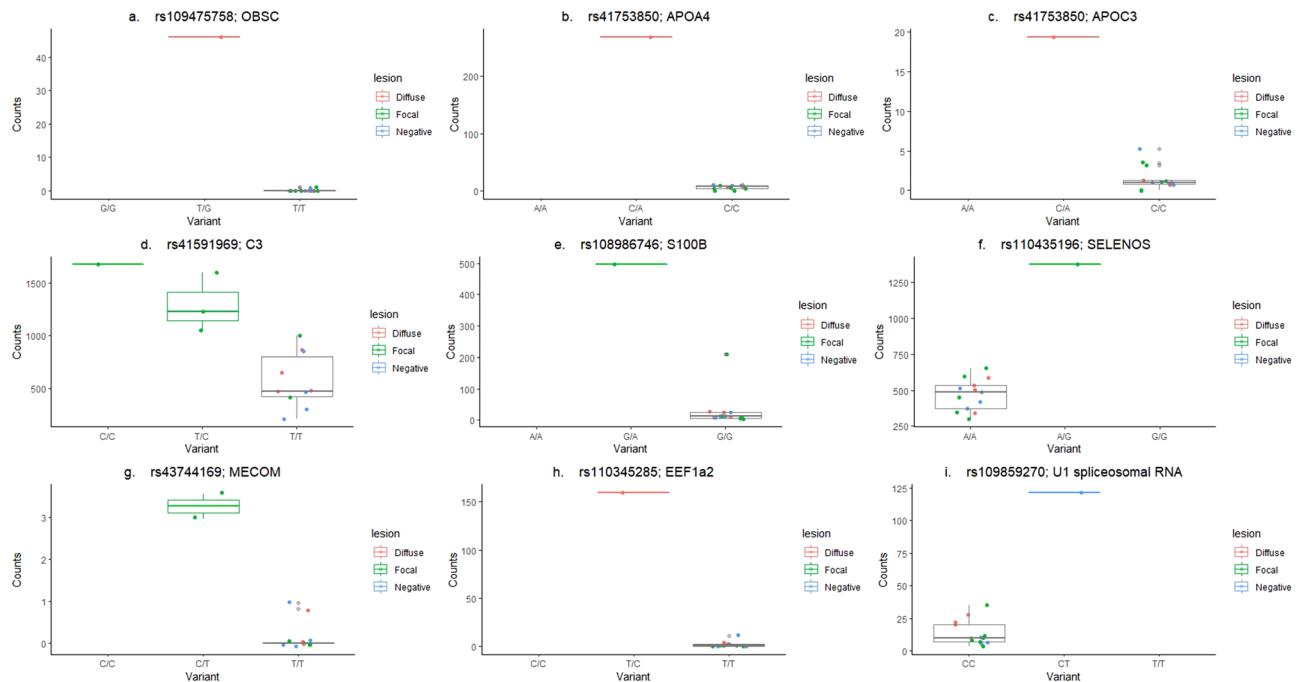 a. rs109475758; OBSC
Counts
40
30
20
10
0
G/G T/G T/T
Variant
lesion
Diffuse
Focal
Negative
b. rs41753850; APOA4
Counts
200
100
0
A/A C/A C/C
Variant
lesion
Diffuse
Focal
Negative
c. rs41753850; APOC3
Counts
20
15
10
5
0
A/A C/A C/C
Variant
lesion
Diffuse
Focal
Negative
d. rs41591969; C3
Counts
1500
1000
500
C/C T/C T/T
Variant
lesion
Diffuse
Focal
Negative
e. rs108986746; S100B
Counts
500
400
300
200
100
0
A/A G/A G/G
Variant
lesion
Diffuse
Focal
Negative
f. rs110435196; SELENOS
Counts
1250
1000
750
500
250
A/A A/G G/G
Variant
lesion
Diffuse
Focal
Negative
g. rs43744169; MECOM
Counts
3
2
1
0
C/C C/T T/T
Variant
lesion
Diffuse
Focal
Negative
h. rs110345285; EEF1a2
Counts
150
100
50
0
C/C T/C T/T
Variant
lesion
Diffuse
Focal
Negative
i. rs109859270; U1 spliceosomal RNA
Counts
125
100
75
50
25
0
CC CT T/T
Variant
lesion
Diffuse
Focal
Negative